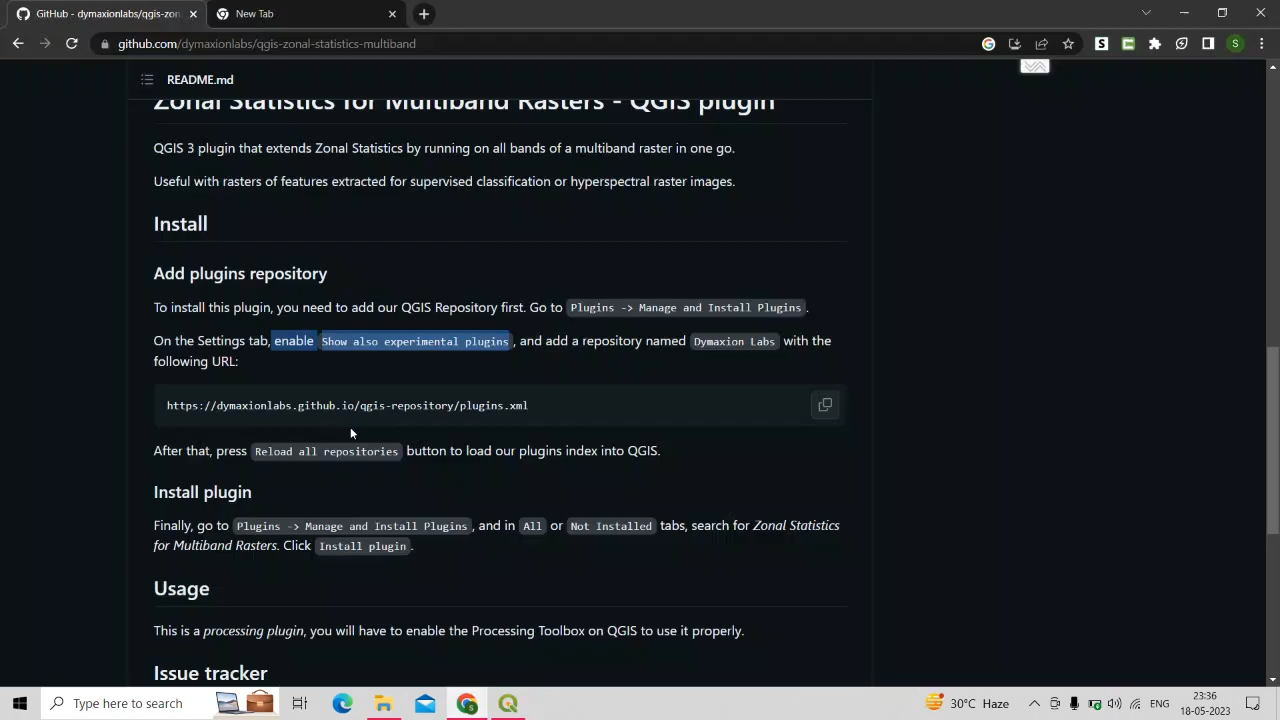 GitHub - dymaxionlabs/qgis-zonal-
New Tab
github.com/dymaxionlabs/qgis-zonal-statistics-multiband
S
README.md
Zonal Statistics for Multiband Rasters - QGIS plugin
QGIS 3 plugin that extends Zonal Statistics by running on all bands of a multiband raster in one go.
Useful with rasters of features extracted for supervised classification or hyperspectral raster images.
Install
Add plugins repository
To install this plugin, you need to add our QGIS Repository first. Go to Plugins -> Manage and Install Plugins.
On the Settings tab, enable Show also experimental plugins, and add a repository named Dymaxion Labs with the
following URL:
https://dymaxionlabs.github.io/qgis-repository/plugins.xml
After that, press Reload all repositories button to load our plugins index into QGIS.
Install plugin
Finally, go to Plugins -> Manage and Install Plugins, and in All or Not Installed tabs, search for Zonal Statistics
for Multiband Rasters. Click Install plugin.
Usage
This is a processing plugin, you will have to enable the Processing Toolbox on QGIS to use it properly.
Issue tracker
Type here to search
30°C Haze
ENG
23:36
18-05-2023